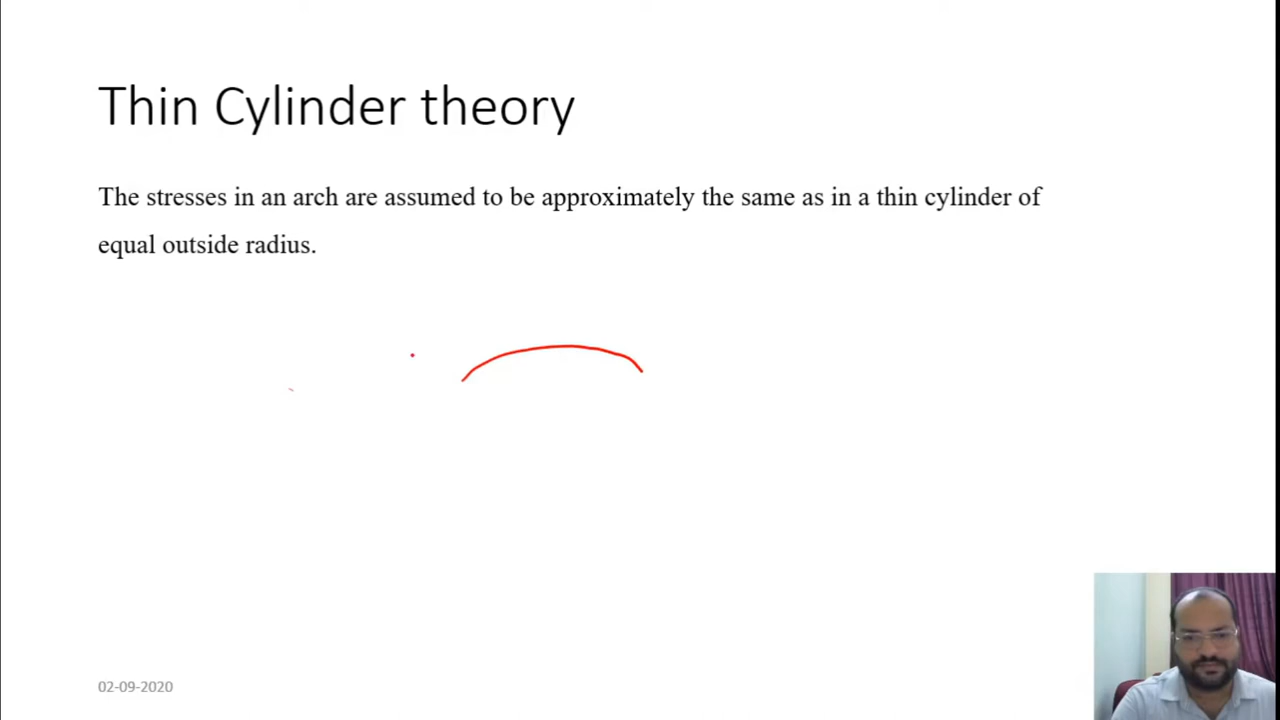 Thin Cylinder theory
The stresses in an arch are assumed to be approximately the same as in a thin cylinder of
equal outside radius.
02-09-2020